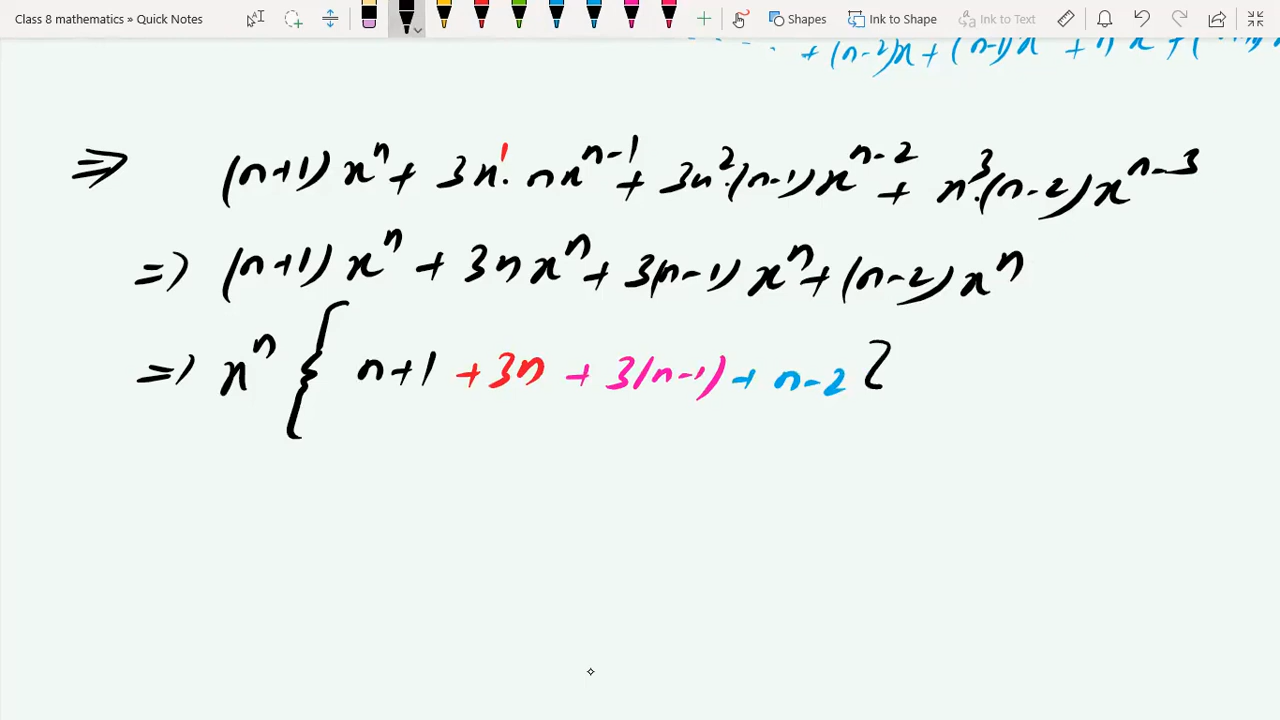 Class 8 mathematics » Quick Notes
Shapes Ink to Shape Ink to Text
+ (n-2)x + (n-1)x
⇒ (n+1)xⁿ + 3x¹· nxⁿ⁻¹ + 3x²·(n-1)xⁿ⁻² + x³·(n-2)xⁿ⁻³
=) (n+1)xⁿ + 3nxⁿ + 3(n-1)xⁿ + (n-2)xⁿ
=) xⁿ { n+1 +3n + 3(n-1) + n-2 }